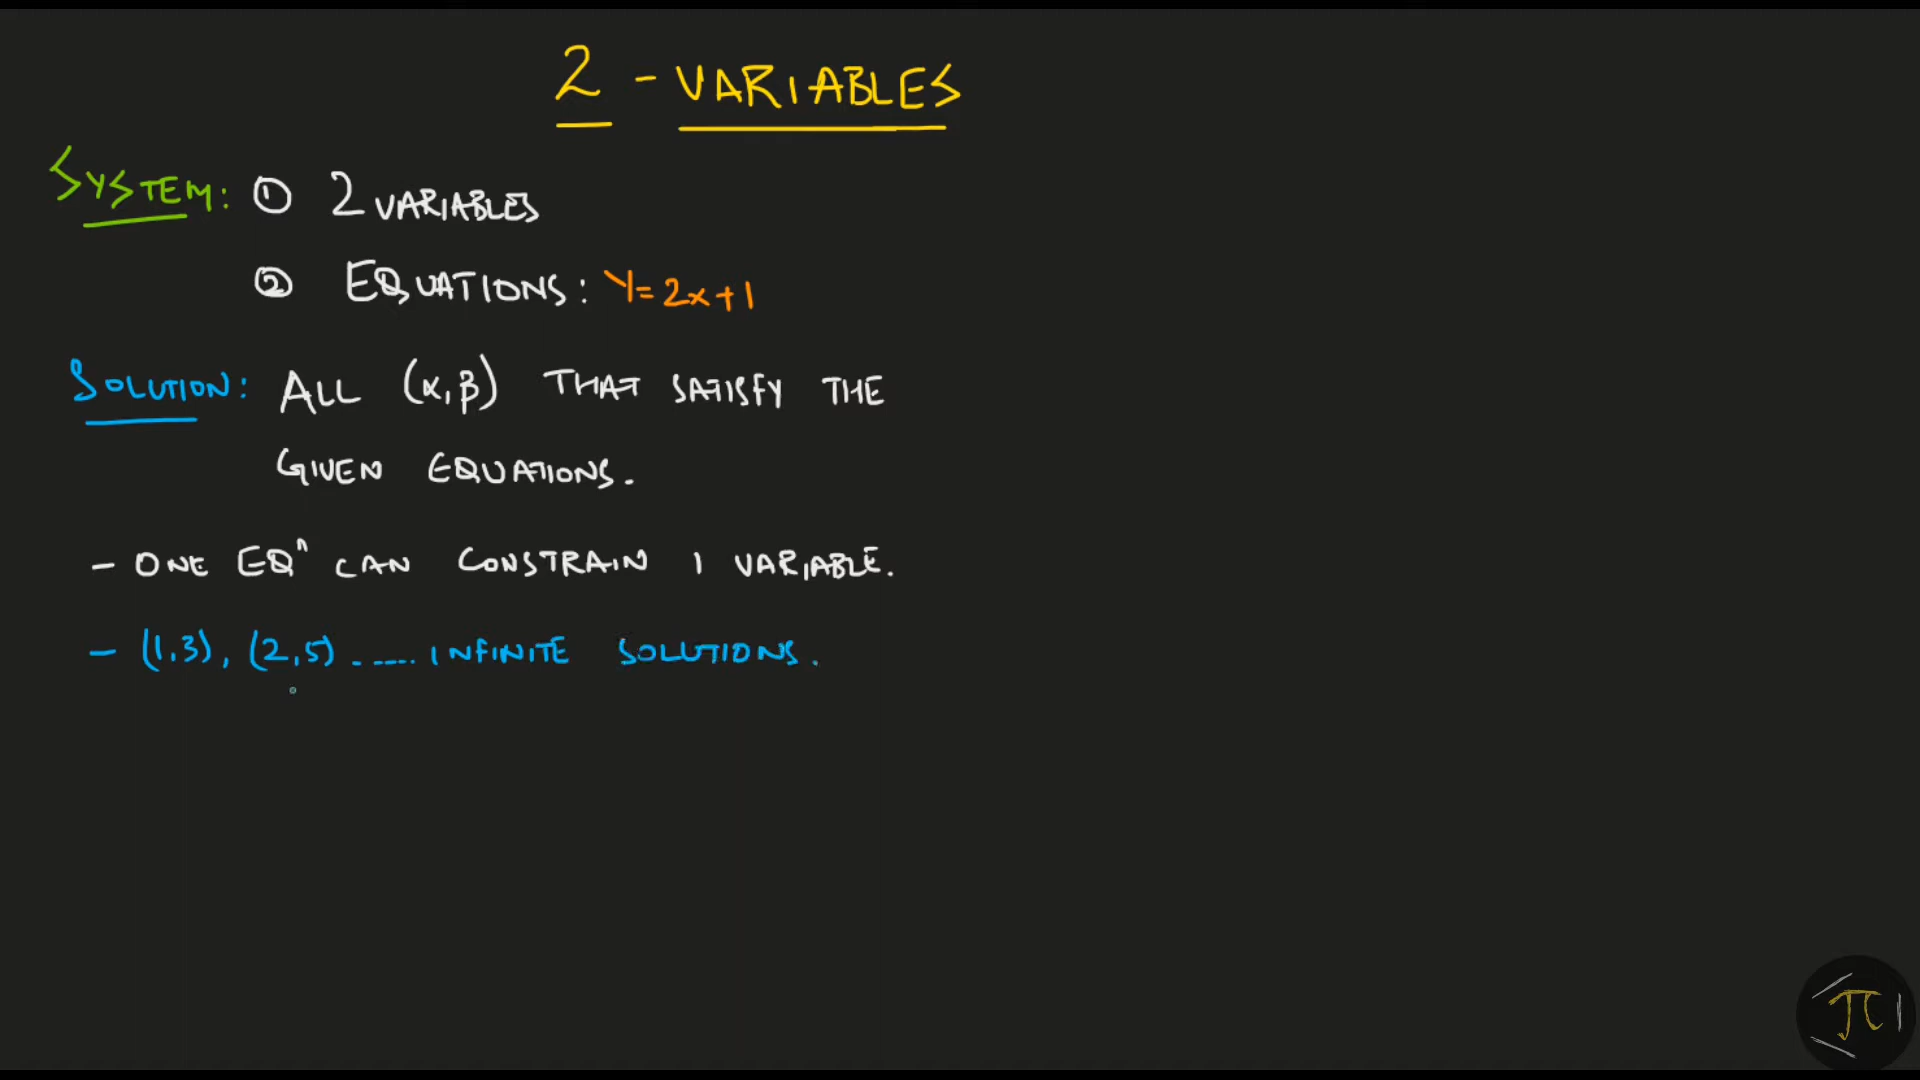 2 - VARIABLES
SYSTEM: ① 2 VARIABLES
② EQUATIONS: Y=2x+1
SOLUTION: ALL (α,β) THAT SATISFY THE
GIVEN EQUATIONS.
- ONE EQⁿ CAN CONSTRAIN 1 VARIABLE.
- (1,3), (2,5) ...... INFINITE SOLUTIONS.
π